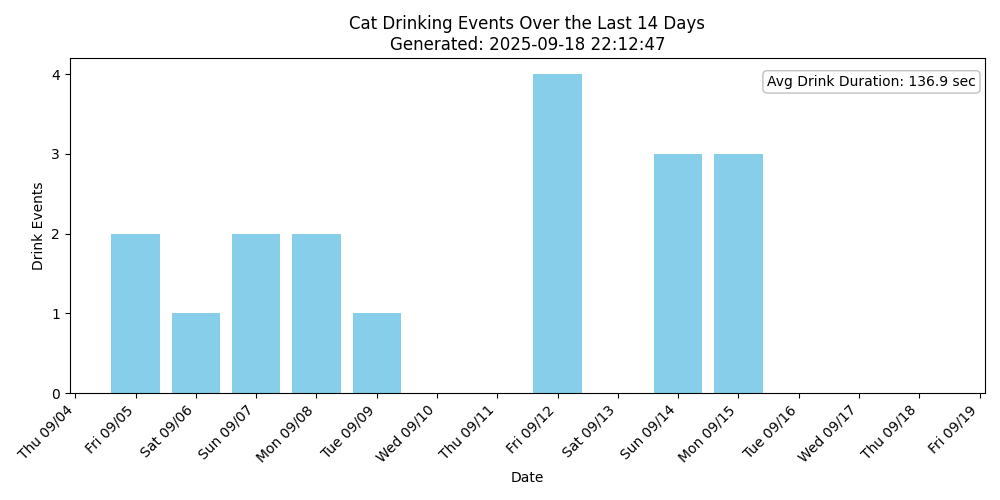 Cat Drinking Events Over the Last 14 Days
Generated: 2025-09-18 22:12:47
Avg Drink Duration: 136.9 sec
Drink Events
4
3
2
1
0
Thu 09/04
Fri 09/05
Sat 09/06
Sun 09/07
Mon 09/08
Tue 09/09
Wed 09/10
Thu 09/11
Fri 09/12
Sat 09/13
Sun 09/14
Mon 09/15
Tue 09/16
Wed 09/17
Thu 09/18
Fri 09/19
Date